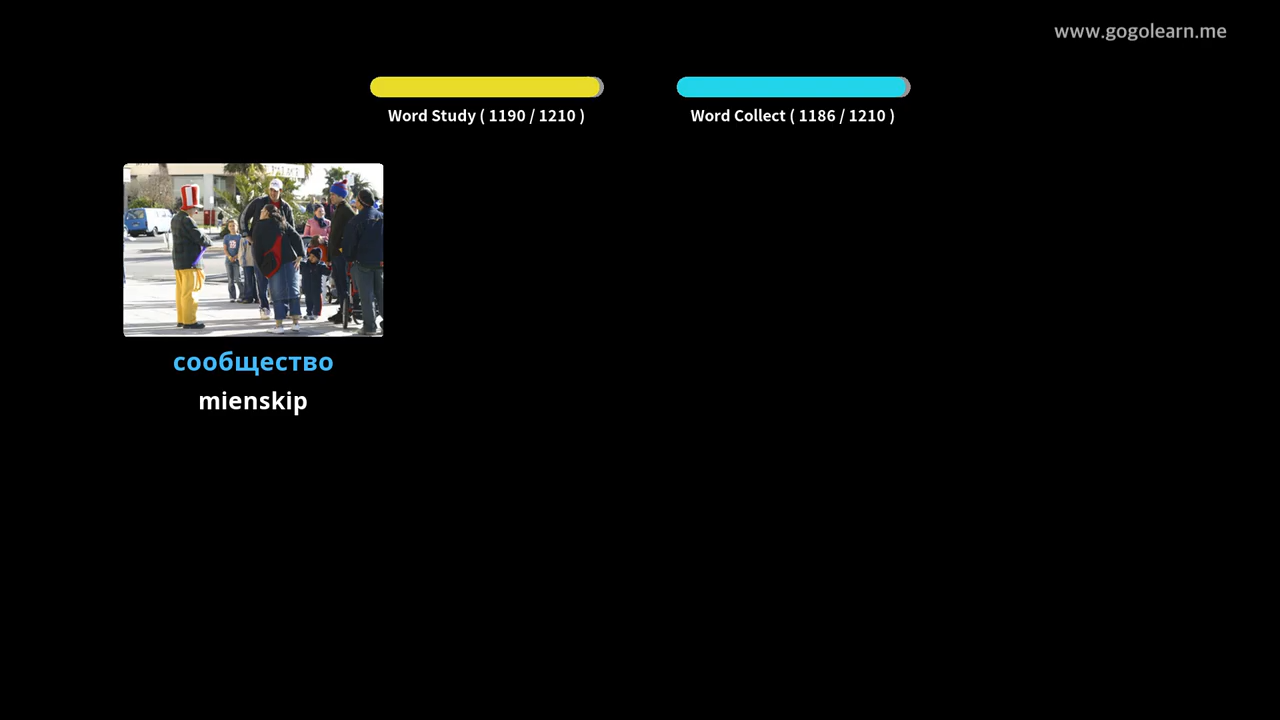 www.gogolearn.me
Word Study ( 1190 / 1210 )
Word Collect ( 1186 / 1210 )
сообщество
mienskip